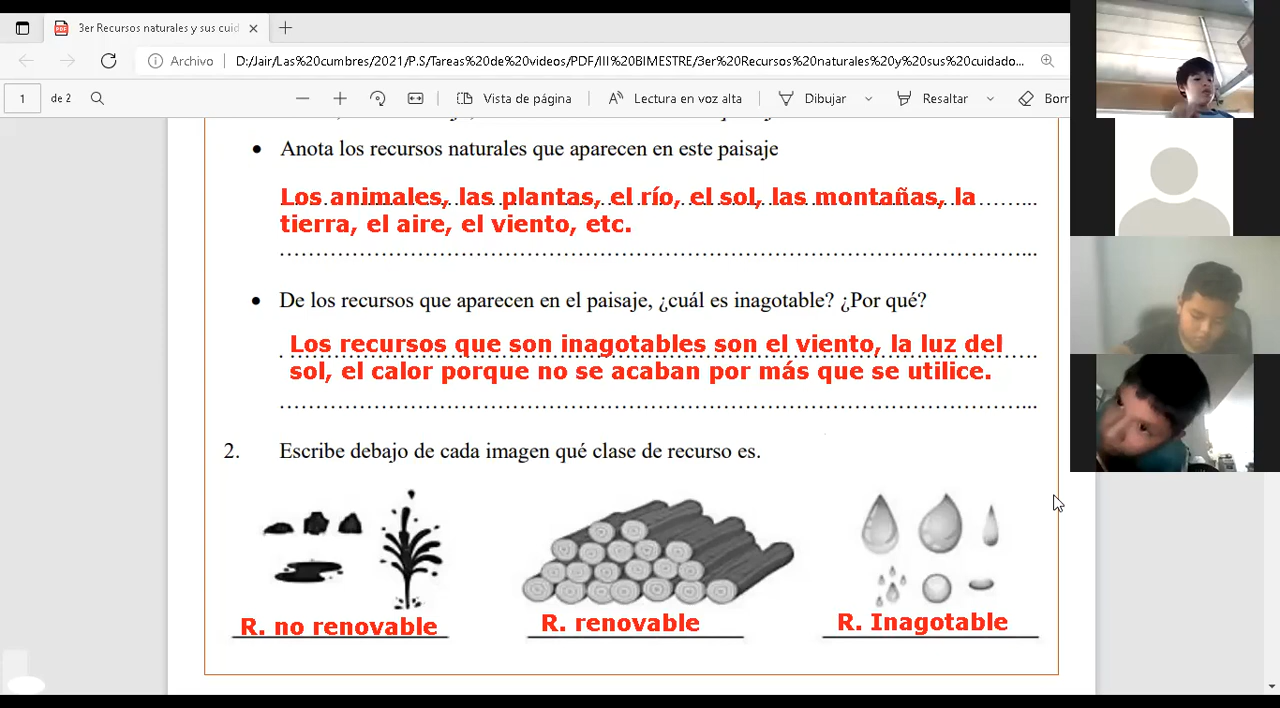 3er Recursos naturales y sus cuid
Archivo
D:/Jair/Las%20cumbres/2021/P.S/Tareas%20de%20videos/PDF/III%20BIMESTRE/3er%20Recursos%20naturales%20y%20sus%20cuidado...
1 de 2
Vista de página
Lectura en voz alta
Dibujar
Resaltar
Borr
Anota los recursos naturales que aparecen en este paisaje
Los animales, las plantas, el río, el sol, las montañas, la
tierra, el aire, el viento, etc.
De los recursos que aparecen en el paisaje, ¿cuál es inagotable? ¿Por qué?
Los recursos que son inagotables son el viento, la luz del
sol, el calor porque no se acaban por más que se utilice.
2. Escribe debajo de cada imagen qué clase de recurso es.
R. no renovable
R. renovable
R. Inagotable